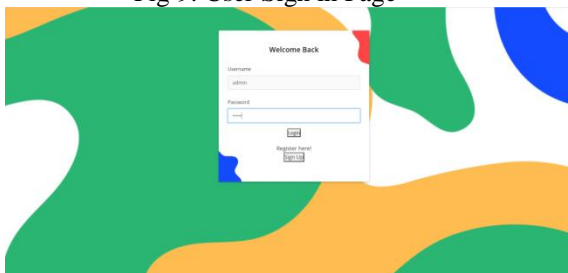 Fig 9: User Sign in Page
Welcome Back
Username
admin
Password
Login
Register here!
Sign Up